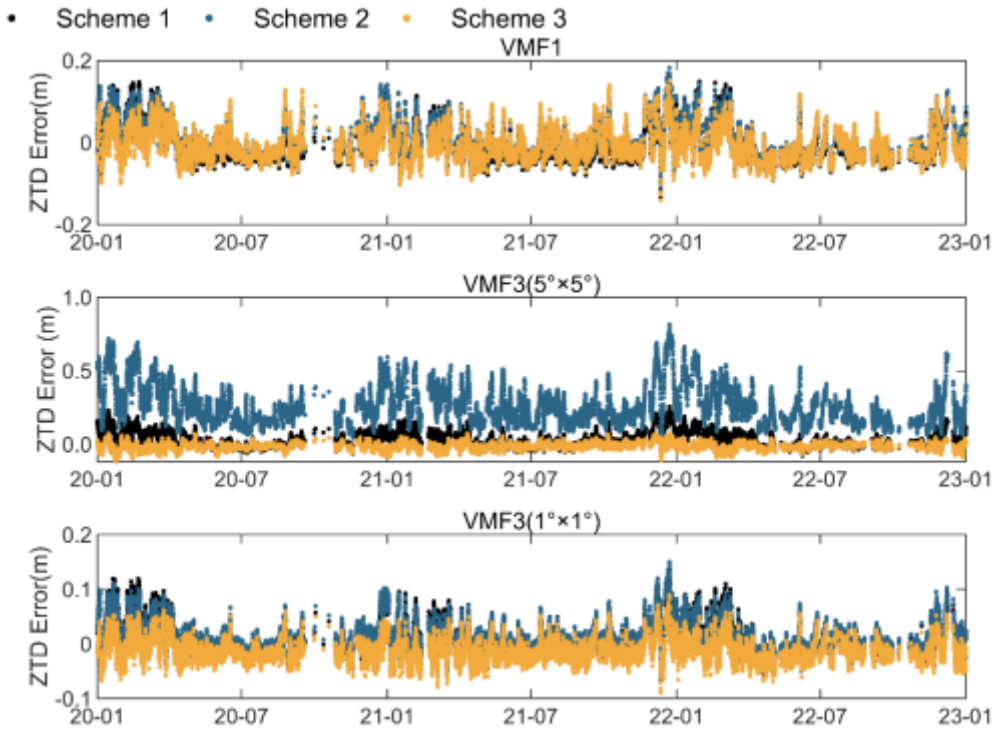 Scheme 1 Scheme 2 Scheme 3
VMF1
ZTD Error(m)
0.2
0
-0.2
20-01 20-07 21-01 21-07 22-01 22-07 23-01
VMF3(5°×5°)
ZTD Error (m)
1.0
0.5
0.0
20-01 20-07 21-01 21-07 22-01 22-07 23-01
VMF3(1°×1°)
ZTD Error(m)
0.2
0.1
0
-0.1
20-01 20-07 21-01 21-07 22-01 22-07 23-01